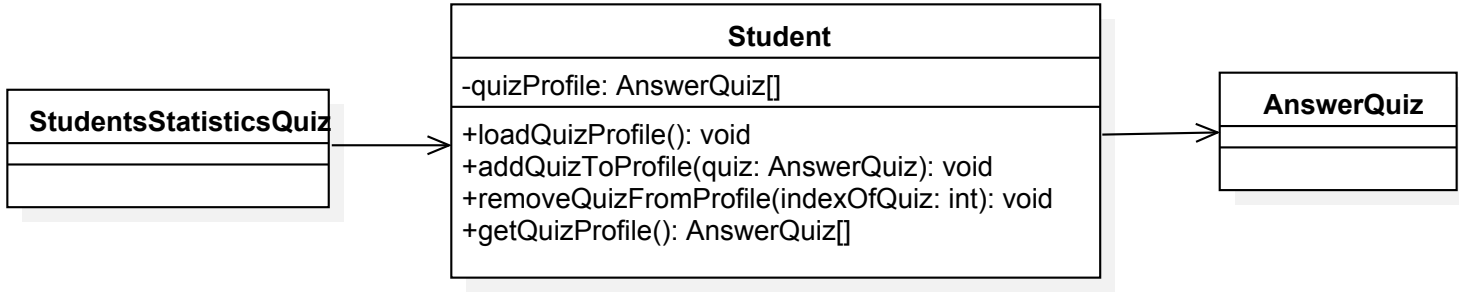 StudentsStatisticsQuiz
Student
-quizProfile: AnswerQuiz[]
+loadQuizProfile(): void
+addQuizToProfile(quiz: AnswerQuiz): void
+removeQuizFromProfile(indexOfQuiz: int): void
+getQuizProfile(): AnswerQuiz[]
AnswerQuiz